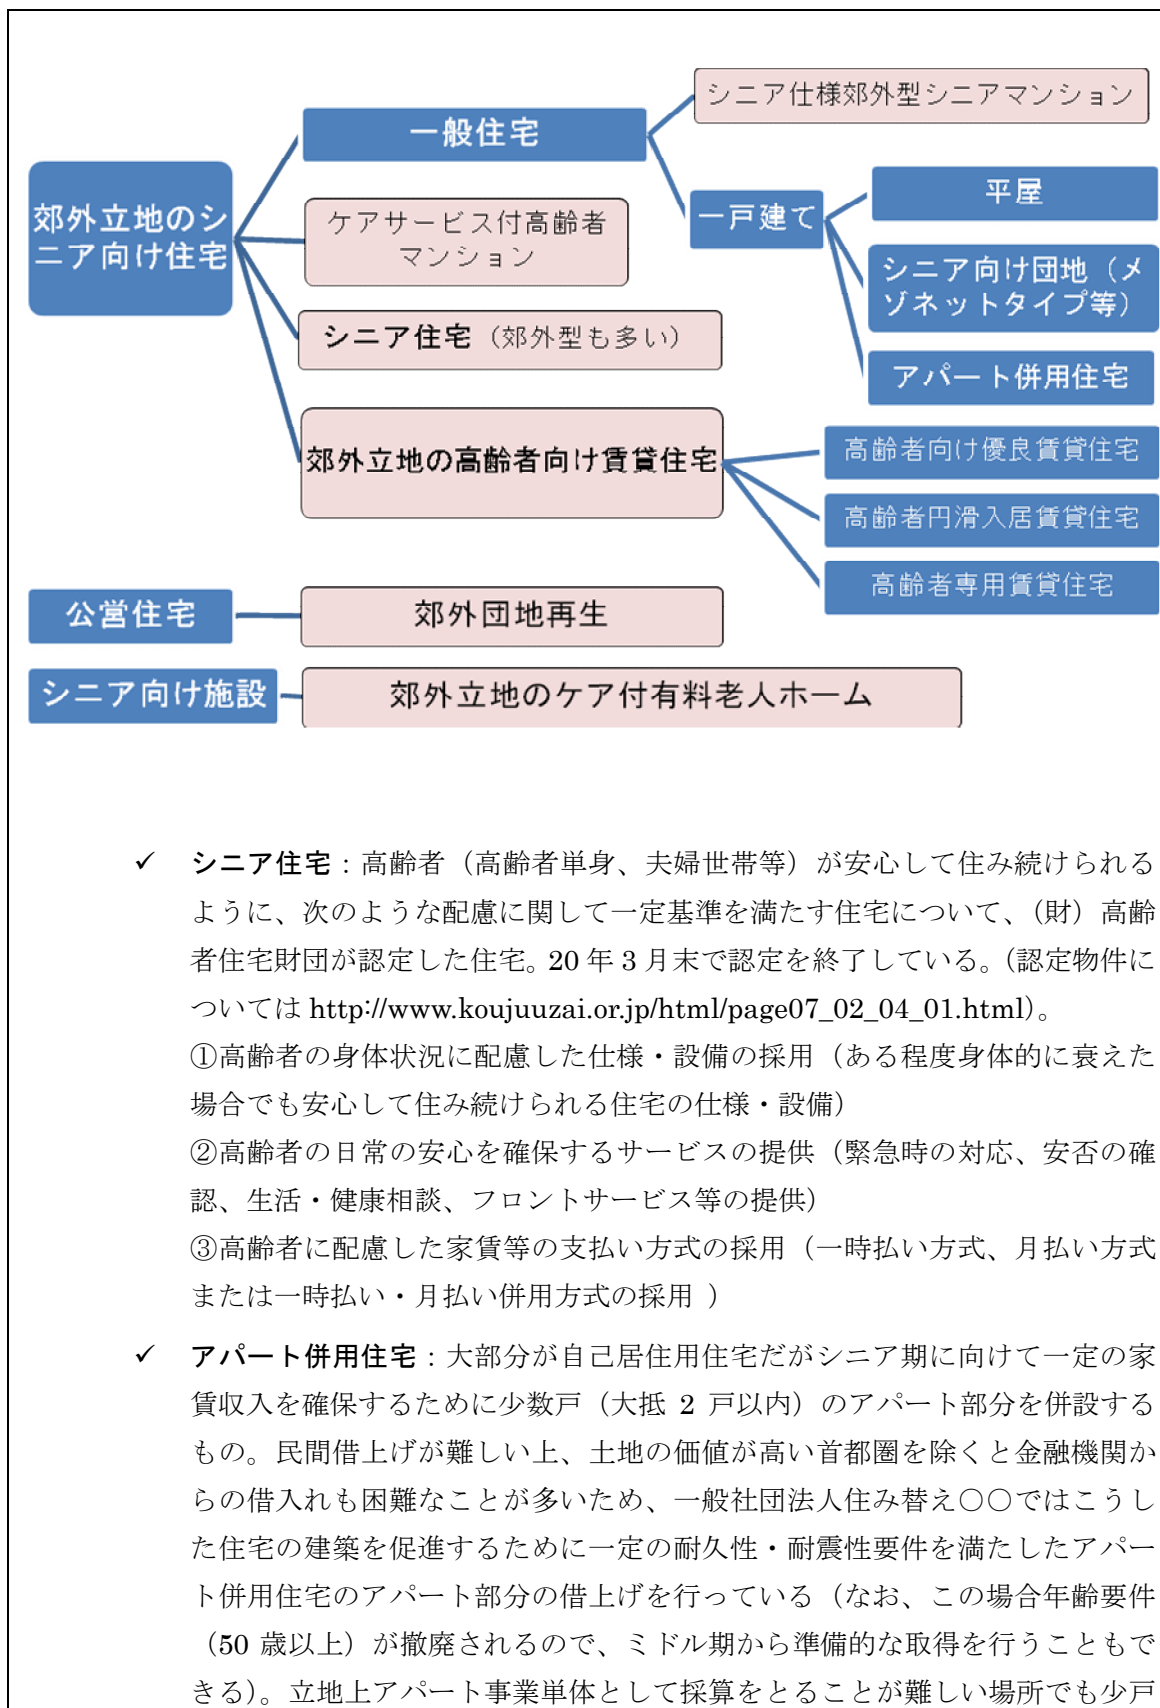 シニア仕様郊外型シニアマンション
一般住宅
平屋
郊外立地のシ
ニア向け住宅
ケアサービス付高齢者
マンション
一戸建て
シニア向け団地（メ
ゾネットタイプ等）
シニア住宅（郊外型も多い）
アパート併用住宅
郊外立地の高齢者向け賃貸住宅
高齢者向け優良賃貸住宅
高齢者円滑入居賃貸住宅
高齢者専用賃貸住宅
公営住宅
郊外団地再生
シニア向け施設
郊外立地のケア付有料老人ホーム
✓ シニア住宅：高齢者（高齢者単身、夫婦世帯等）が安心して住み続けられる
ように、次のような配慮に関して一定基準を満たす住宅について、（財）高齢
者住宅財団が認定した住宅。20 年 3 月末で認定を終了している。（認定物件に
ついては http://www.koujuuzai.or.jp/html/page07_02_04_01.html）。
①高齢者の身体状況に配慮した仕様・設備の採用（ある程度身体的に衰えた
場合でも安心して住み続けられる住宅の仕様・設備）
②高齢者の日常の安心を確保するサービスの提供（緊急時の対応、安否の確
認、生活・健康相談、フロントサービス等の提供）
③高齢者に配慮した家賃等の支払い方式の採用（一時払い方式、月払い方式
または一時払い・月払い併用方式の採用 ）
✓ アパート併用住宅：大部分が自己居住用住宅だがシニア期に向けて一定の家
賃収入を確保するために少数戸（大抵 2 戸以内）のアパート部分を併設する
もの。民間借上げが難しい上、土地の価値が高い首都圏を除くと金融機関か
らの借入れも困難なことが多いため、一般社団法人住み替え〇〇ではこうし
た住宅の建築を促進するために一定の耐久性・耐震性要件を満たしたアパー
ト併用住宅のアパート部分の借上げを行っている（なお、この場合年齢要件
（50 歳以上）が撤廃されるので、ミドル期から準備的な取得を行うこともで
きる）。立地上アパート事業単体として採算をとることが難しい場所でも少戸